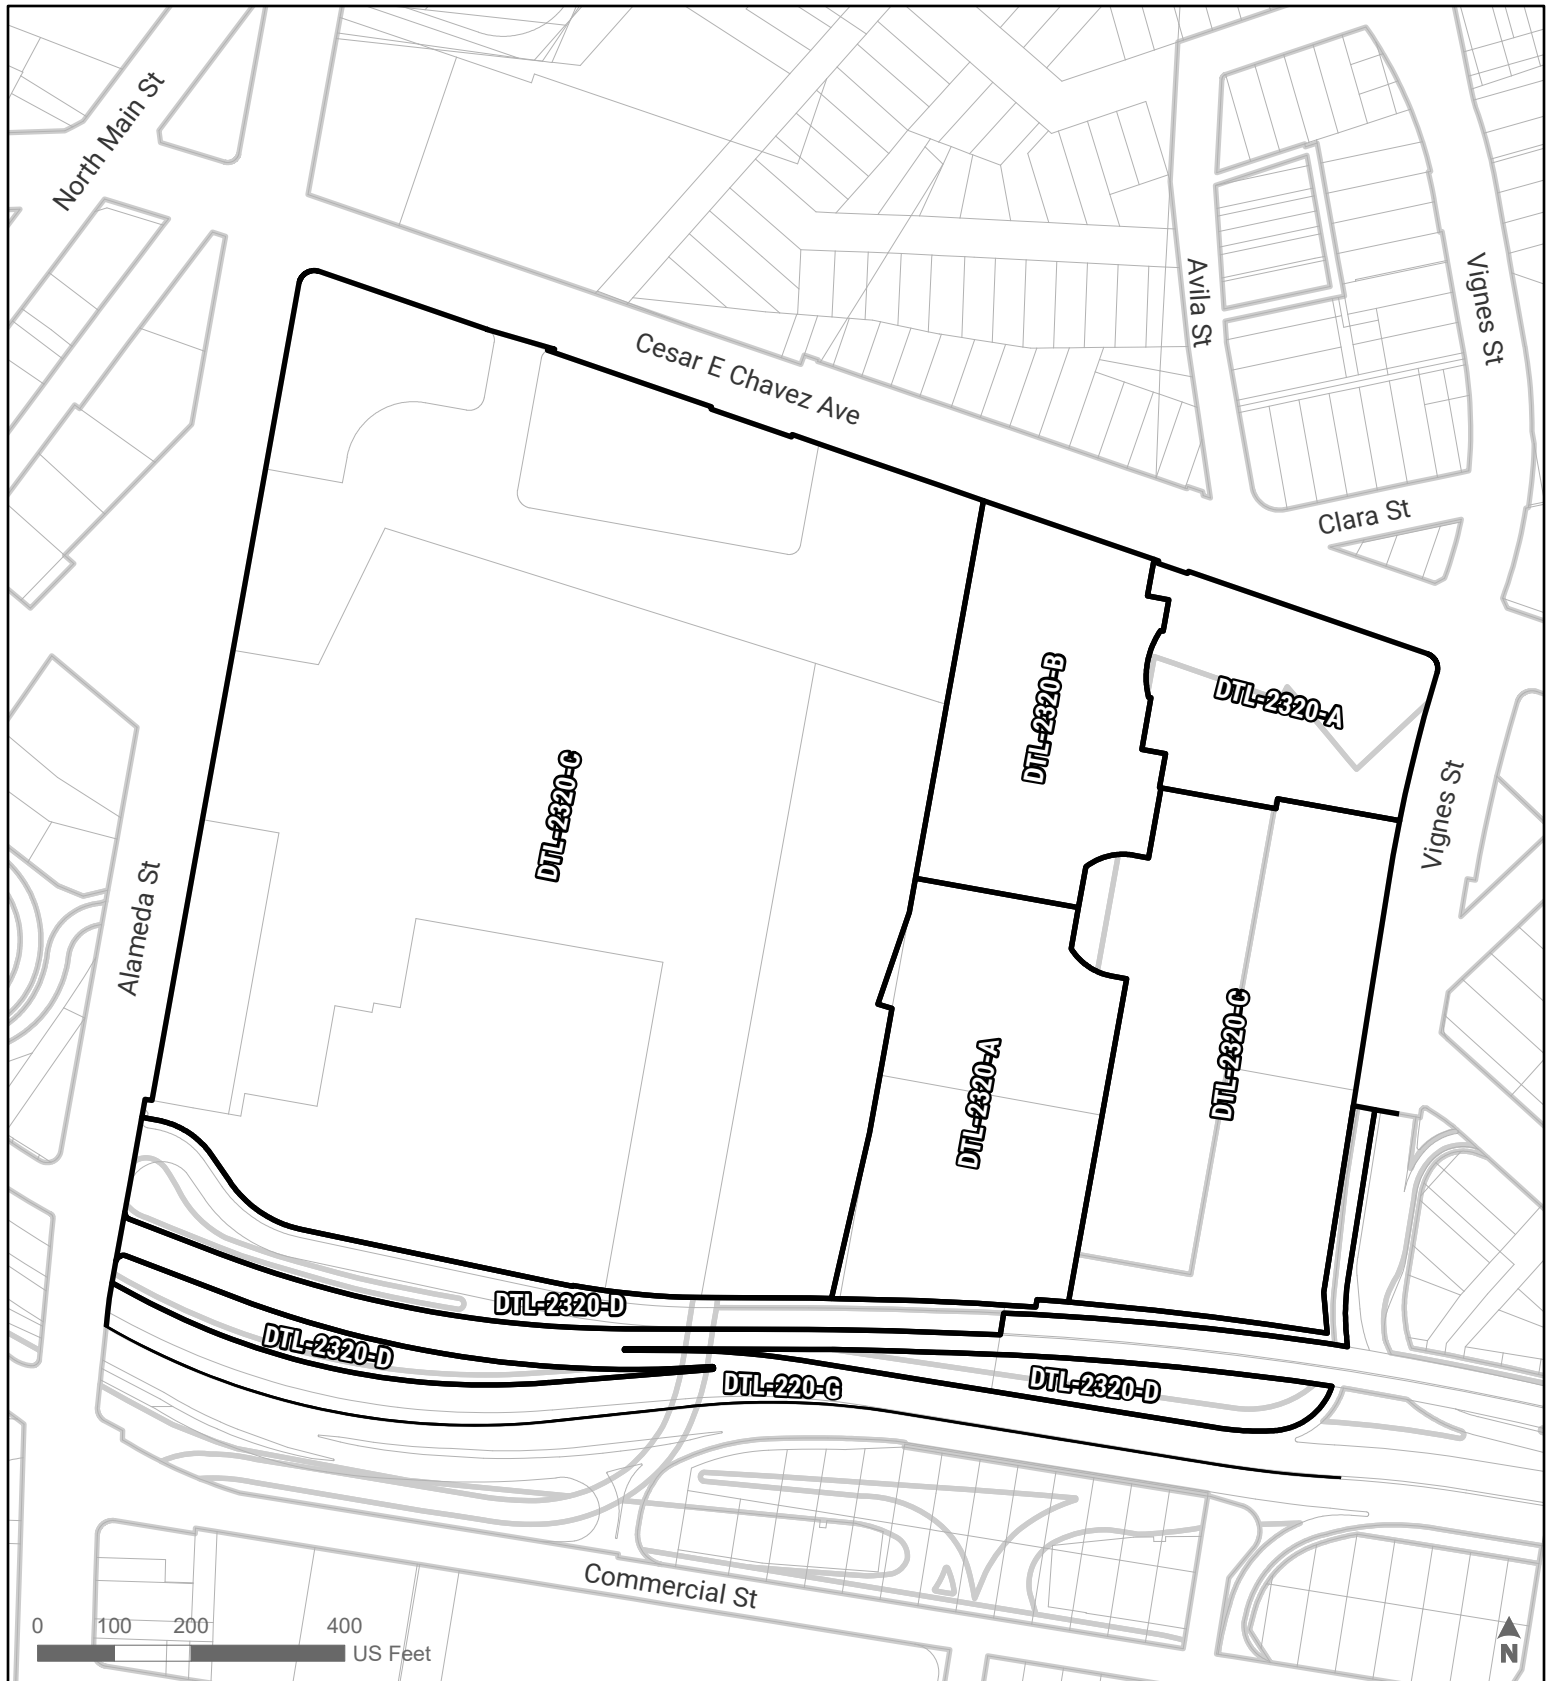 North Main St
Cesar E Chavez Ave
Avila St
Vignes St
Clara St
DTL-2320-B
DTL-2320-A
DTL-2320-C
Vignes St
Alameda St
DTL-2320-C
DTL-2320-A
DTL-2320-D
DTL-2320-D
DTL-220-G
DTL-2320-D
Commercial St
0 100 200 400
US Feet
N